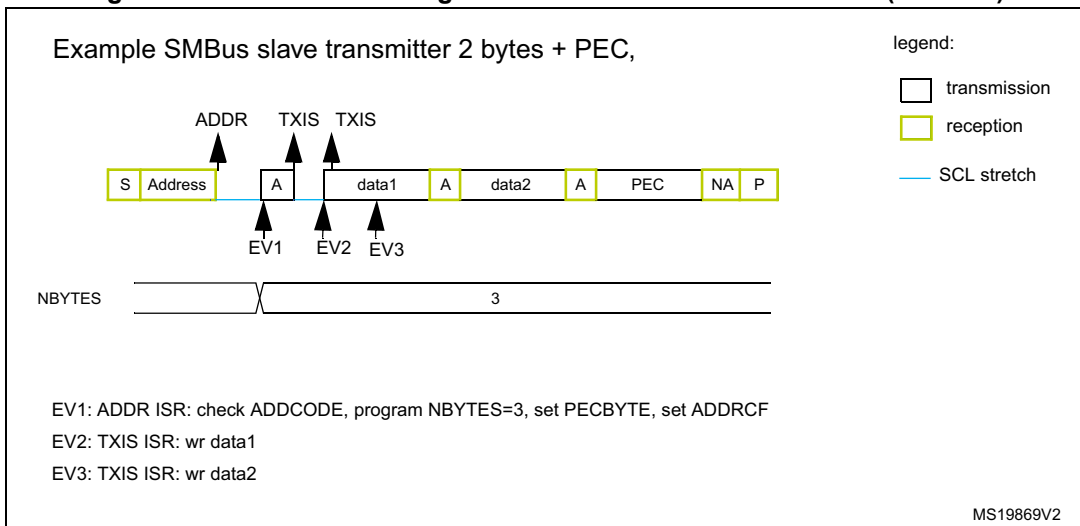 Example SMBus slave transmitter 2 bytes + PEC,
legend:
transmission
reception
SCL stretch
ADDR TXIS TXIS
S Address A data1 A data2 A PEC NA P
EV1 EV2 EV3
NBYTES 3
EV1: ADDR ISR: check ADDCODE, program NBYTES=3, set PECBYTE, set ADDRCF
EV2: TXIS ISR: wr data1
EV3: TXIS ISR: wr data2
MS19869V2